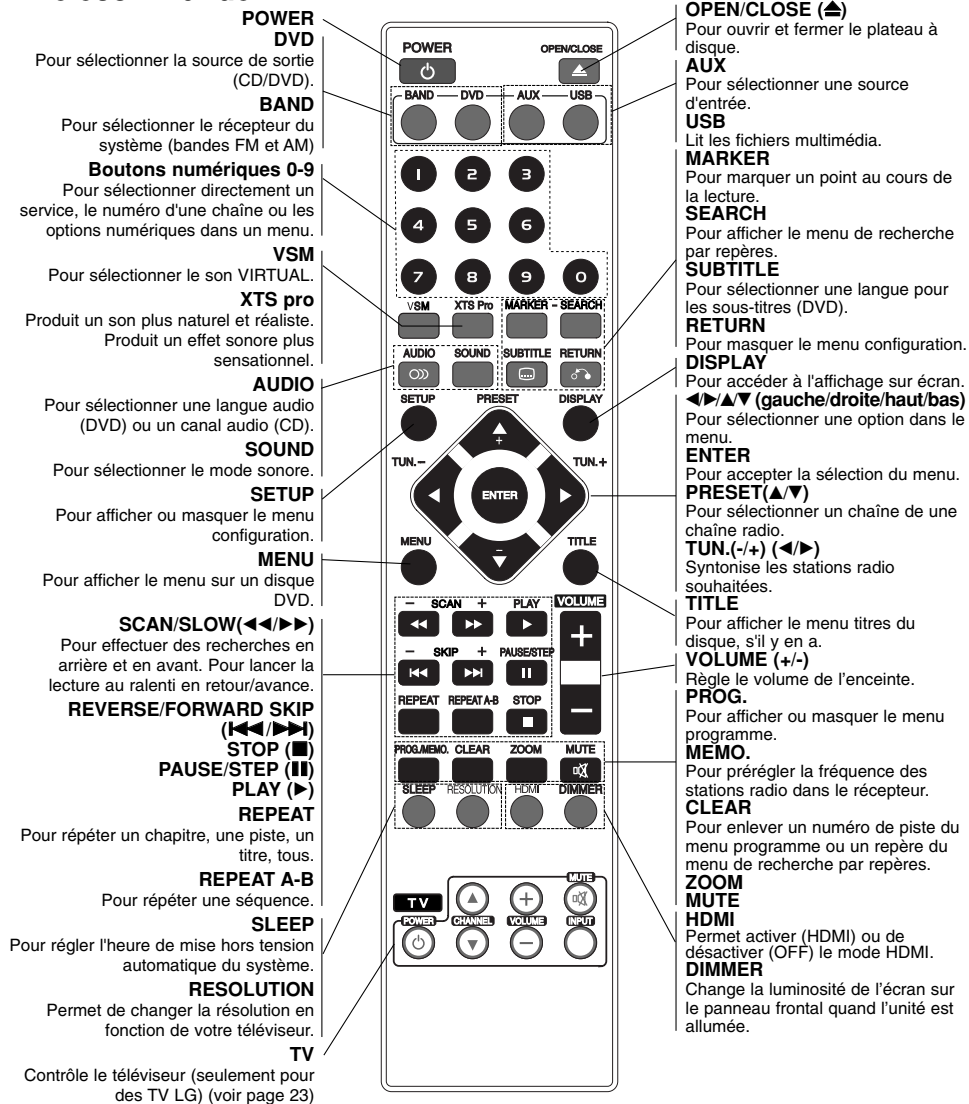 POWER
DVD
Pour sélectionner la source de sortie
(CD/DVD).
BAND
Pour sélectionner le récepteur du
système (bandes FM et AM)
Boutons numériques 0-9
Pour sélectionner directement un
service, le numéro d'une chaîne ou les
options numériques dans un menu.
VSM
Pour sélectionner le son VIRTUAL.
XTS pro
Produit un son plus naturel et réaliste.
Produit un effet sonore plus
sensationnel.
AUDIO
Pour sélectionner une langue audio
(DVD) ou un canal audio (CD).
SOUND
Pour sélectionner le mode sonore.
SETUP
Pour afficher ou masquer le menu
configuration.
MENU
Pour afficher le menu sur un disque
DVD.
SCAN/SLOW(◀◀/▶▶)
Pour effectuer des recherches en
arrière et en avant. Pour lancer la
lecture au ralenti en retour/avance.
REVERSE/FORWARD SKIP
(|◀◀/▶▶|)
STOP (■)
PAUSE/STEP (❚❚)
PLAY (▶)
REPEAT
Pour répéter un chapitre, une piste, un
titre, tous.
REPEAT A-B
Pour répéter une séquence.
SLEEP
Pour régler l'heure de mise hors tension
automatique du système.
RESOLUTION
Permet de changer la résolution en
fonction de votre téléviseur.
TV
Contrôle le téléviseur (seulement pour
des TV LG) (voir page 23)
POWER OPEN/CLOSE
BAND DVD AUX USB
1 2 3
4 5 6
7 8 9 0
VSM XTS Pro MARKER - SEARCH
AUDIO SOUND SUBTITLE RETURN
SETUP PRESET DISPLAY
+
TUN.- TUN.+
ENTER
MENU - TITLE
- SCAN + PLAY VOLUME
+
- SKIP + PAUSE/STEP
REPEAT REPEAT A-B STOP -
PROG./MEMO. CLEAR ZOOM MUTE
SLEEP RESOLUTION HDMI DIMMER
MUTE
TV +
POWER CHANNEL VOLUME INPUT
-
OPEN/CLOSE (⏏)
Pour ouvrir et fermer le plateau à
disque.
AUX
Pour sélectionner une source
d'entrée.
USB
Lit les fichiers multimédia.
MARKER
Pour marquer un point au cours de
la lecture.
SEARCH
Pour afficher le menu de recherche
par repères.
SUBTITLE
Pour sélectionner une langue pour
les sous-titres (DVD).
RETURN
Pour masquer le menu configuration.
DISPLAY
Pour accéder à l'affichage sur écran.
◀/▶/▲/▼ (gauche/droite/haut/bas)
Pour sélectionner une option dans le
menu.
ENTER
Pour accepter la sélection du menu.
PRESET(▲/▼)
Pour sélectionner un chaîne de une
chaîne radio.
TUN.(-/+) (◀/▶)
Syntonise les stations radio
souhaitées.
TITLE
Pour afficher le menu titres du
disque, s'il y en a.
VOLUME (+/-)
Règle le volume de l'enceinte.
PROG.
Pour afficher ou masquer le menu
programme.
MEMO.
Pour prérégler la fréquence des
stations radio dans le récepteur.
CLEAR
Pour enlever un numéro de piste du
menu programme ou un repère du
menu de recherche par repères.
ZOOM
MUTE
HDMI
Permet activer (HDMI) ou de
désactiver (OFF) le mode HDMI.
DIMMER
Change la luminosité de l'écran sur
le panneau frontal quand l'unité est
allumée.